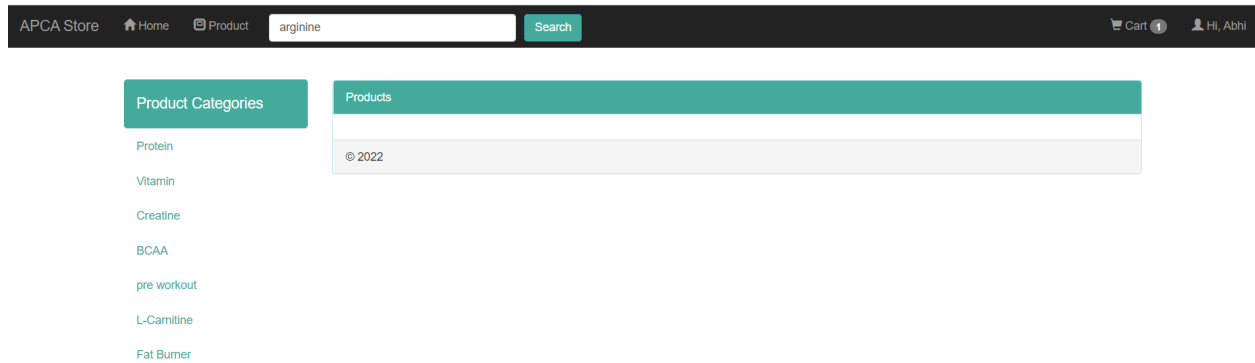 APCA Store Home Product arginine Search Cart 1 Hi, Abhi
Product Categories
Protein
Vitamin
Creatine
BCAA
pre workout
L-Carnitine
Fat Burner
Products
© 2022